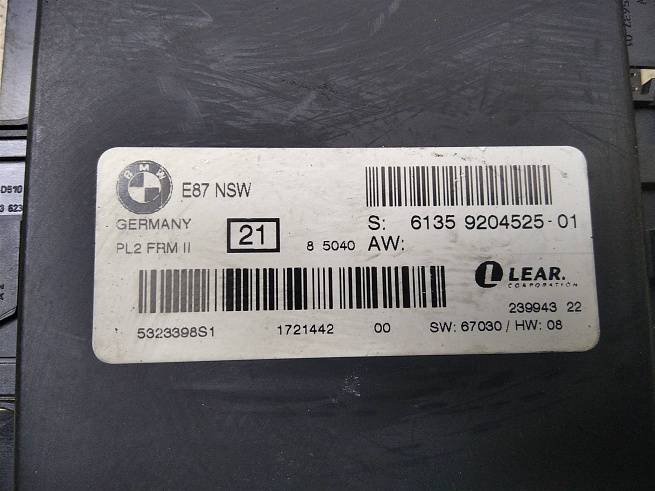 BMW
E87 NSW
GERMANY
PL2 FRM II
21
8 5040
S: 6135 9204525-01
AW:
LEAR.
CORPORATION
239943 22
5323398S1 1721442 00 SW: 67030 / HW: 08